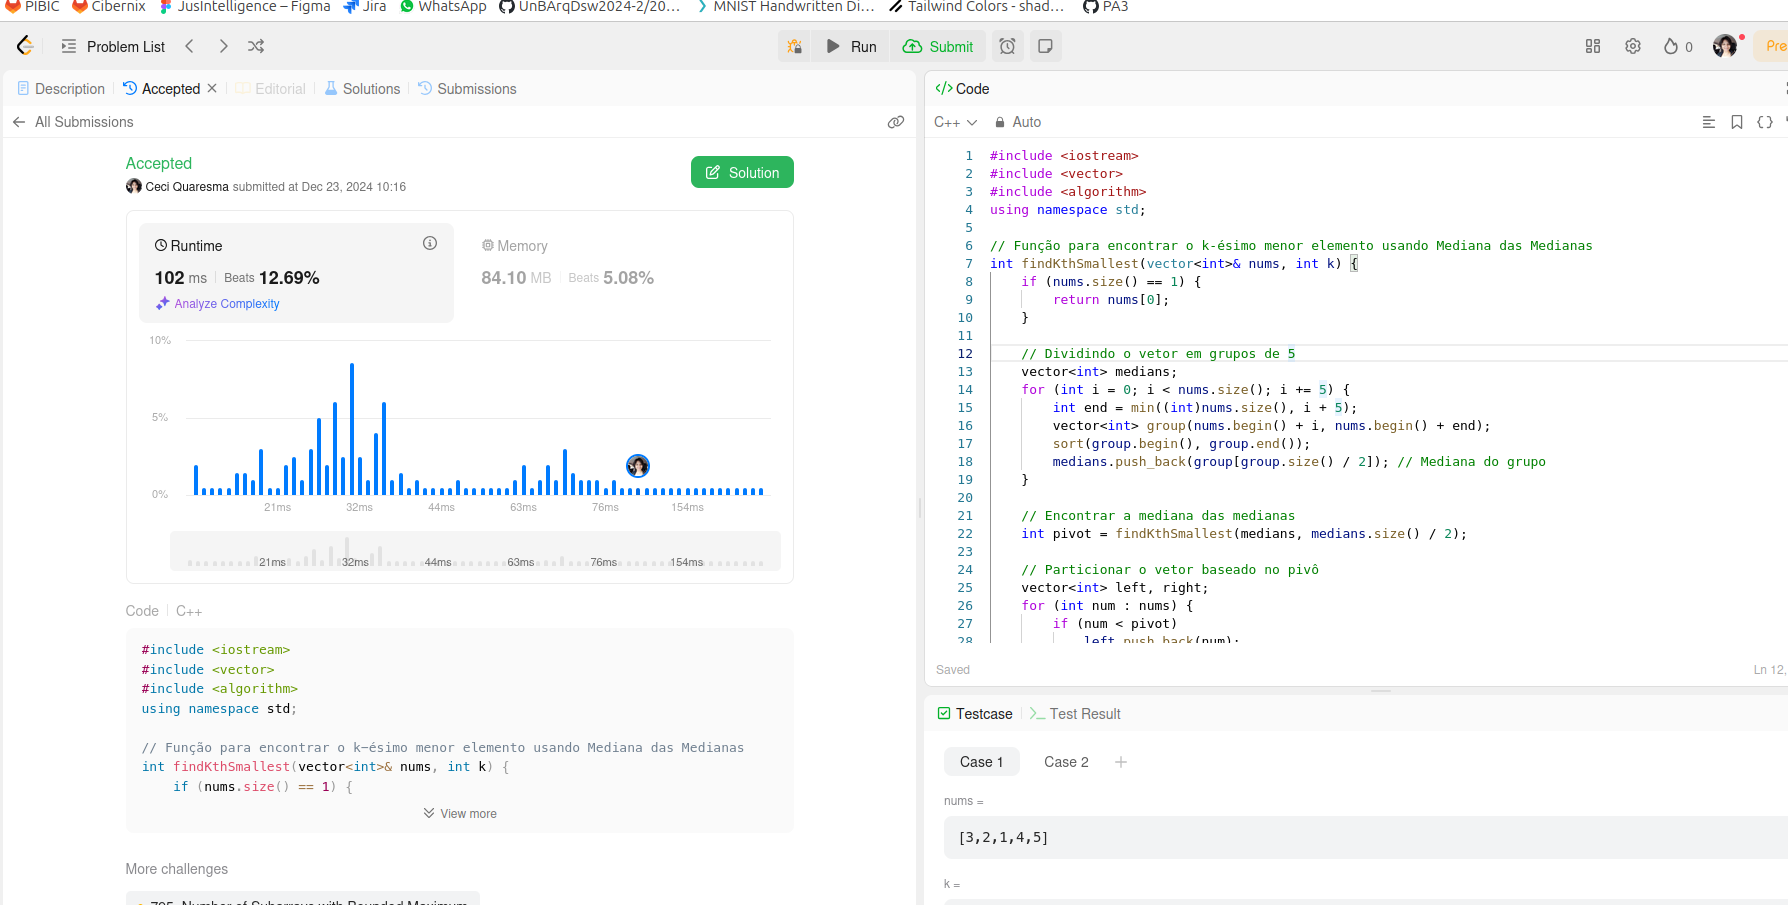 PIBIC Cibernix JusIntelligence – Figma Jira WhatsApp UnBArqDsw2024-2/20... MNIST Handwritten Di... Tailwind Colors - shad... PA3
Problem List Run Submit 0 Pre
Description Accepted Editorial Solutions Submissions
All Submissions
Accepted
Ceci Quaresma submitted at Dec 23, 2024 10:16
Solution
Runtime
102 ms Beats 12.69%
Analyze Complexity
Memory
84.10 MB Beats 5.08%
10%
5%
0%
21ms 32ms 44ms 63ms 76ms 154ms
21ms 32ms 44ms 63ms 76ms 154ms
Code C++
#include <iostream>
#include <vector>
#include <algorithm>
using namespace std;
// Função para encontrar o k-ésimo menor elemento usando Mediana das Medianas
int findKthSmallest(vector<int>& nums, int k) {
if (nums.size() == 1) {
View more
More challenges
795. Number of Subarrays with Bounded Maximum
Code
C++ Auto
1 #include <iostream>
2 #include <vector>
3 #include <algorithm>
4 using namespace std;
5
6 // Função para encontrar o k-ésimo menor elemento usando Mediana das Medianas
7 int findKthSmallest(vector<int>& nums, int k) {
8 if (nums.size() == 1) {
9 return nums[0];
10 }
11
12 // Dividindo o vetor em grupos de 5
13 vector<int> medians;
14 for (int i = 0; i < nums.size(); i += 5) {
15 int end = min((int)nums.size(), i + 5);
16 vector<int> group(nums.begin() + i, nums.begin() + end);
17 sort(group.begin(), group.end());
18 medians.push_back(group[group.size() / 2]); // Mediana do grupo
19 }
20
21 // Encontrar a mediana das medianas
22 int pivot = findKthSmallest(medians, medians.size() / 2);
23
24 // Particionar o vetor baseado no pivô
25 vector<int> left, right;
26 for (int num : nums) {
27 if (num < pivot)
28 left.push_back(num);
Saved Ln 12,
Testcase Test Result
Case 1 Case 2
nums =
[3,2,1,4,5]
k =